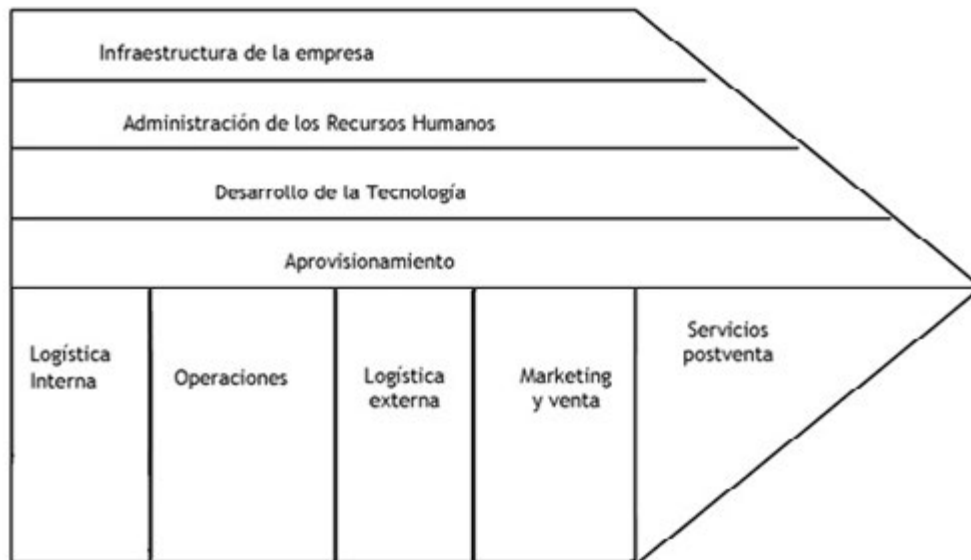 Infraestructura de la empresa
Administración de los Recursos Humanos
Desarrollo de la Tecnología
Aprovisionamiento
Logística
Interna
Operaciones
Logística
externa
Marketing
y venta
Servicios
postventa